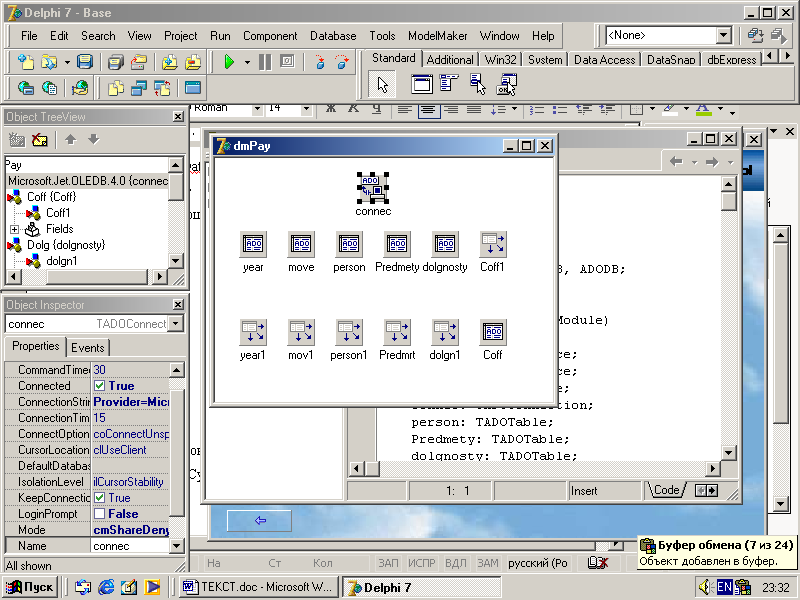 Delphi 7 - Base
File Edit Search View Project Run Component Database Tools ModelMaker Window Help
<None>
Standard Additional Win32 System Data Access DataSnap dbExpress
Roman 14 Ж К Ч
Object TreeView
Pay
Microsoft.Jet.OLEDB.4.0 {connec
Coff {Coff}
Coff1
Fields
Dolg {dolgnosty}
dolgn1
Object Inspector
connec TADOConnect
Properties Events
CommandTimeo 30
Connected True
ConnectionStrin Provider=Micr
ConnectionTim 15
ConnectOption coConnectUnsp
CursorLocation clUseClient
DefaultDatabas
IsolationLevel ilCursorStability
KeepConnectio True
LoginPrompt False
Mode cmShareDeny
Name connec
All shown
dmPay
connec
year move person Predmety dolgnosty Coff1
year1 mov1 person1 Predmrt dolgn1 Coff
B, ADODB;
Module)
ce;
ce;
e;
person: TADOTable;
Predmety: TADOTable;
dolgnosty: TADOTable;
1: 1 Insert Code
На Ст Кол ЗАП ИСПР ВДЛ ЗАМ русский (Ро
Буфер обмена (7 из 24)
Объект добавлен в буфер.
Пуск ТЕКСТ.doc - Microsoft W... Delphi 7 EN 23:32